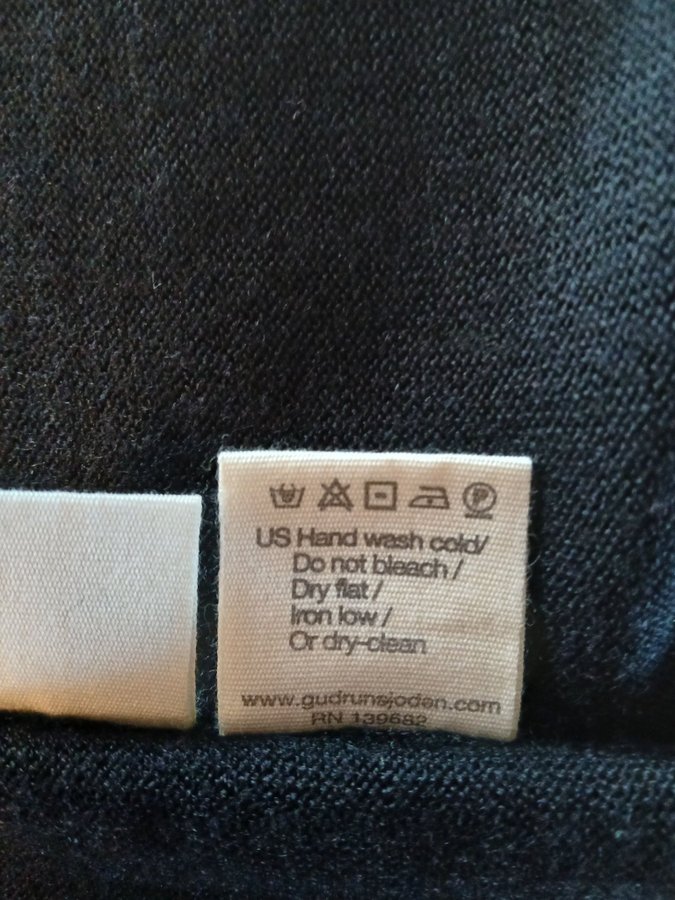 P
US Hand wash cold/
Do not bleach /
Dry flat /
Iron low /
Or dry-clean
www.gudrunsjoden.com
RN 139682